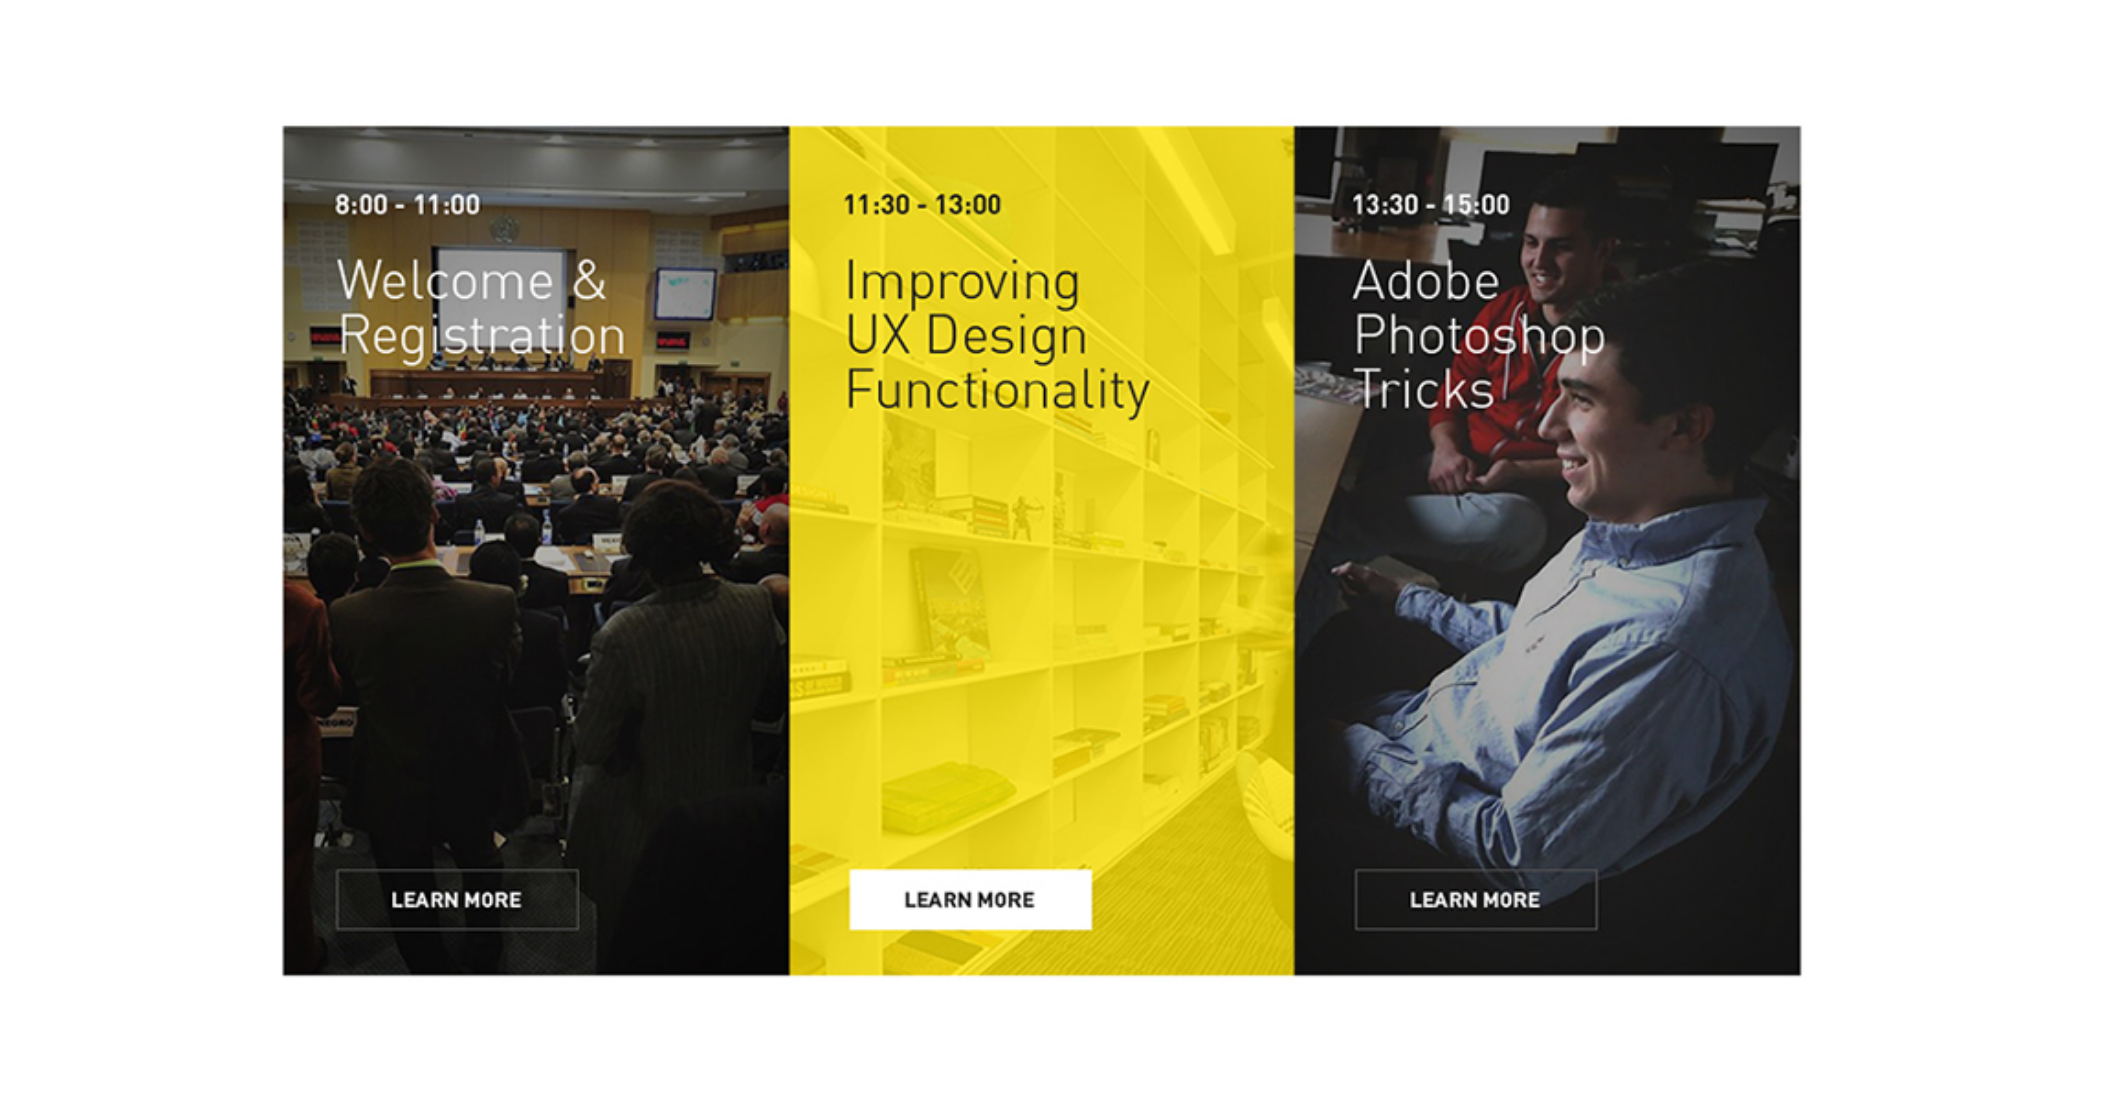 8:00 - 11:00
Welcome &
Registration
LEARN MORE
11:30 - 13:00
Improving
UX Design
Functionality
LEARN MORE
13:30 - 15:00
Adobe
Photoshop
Tricks
LEARN MORE